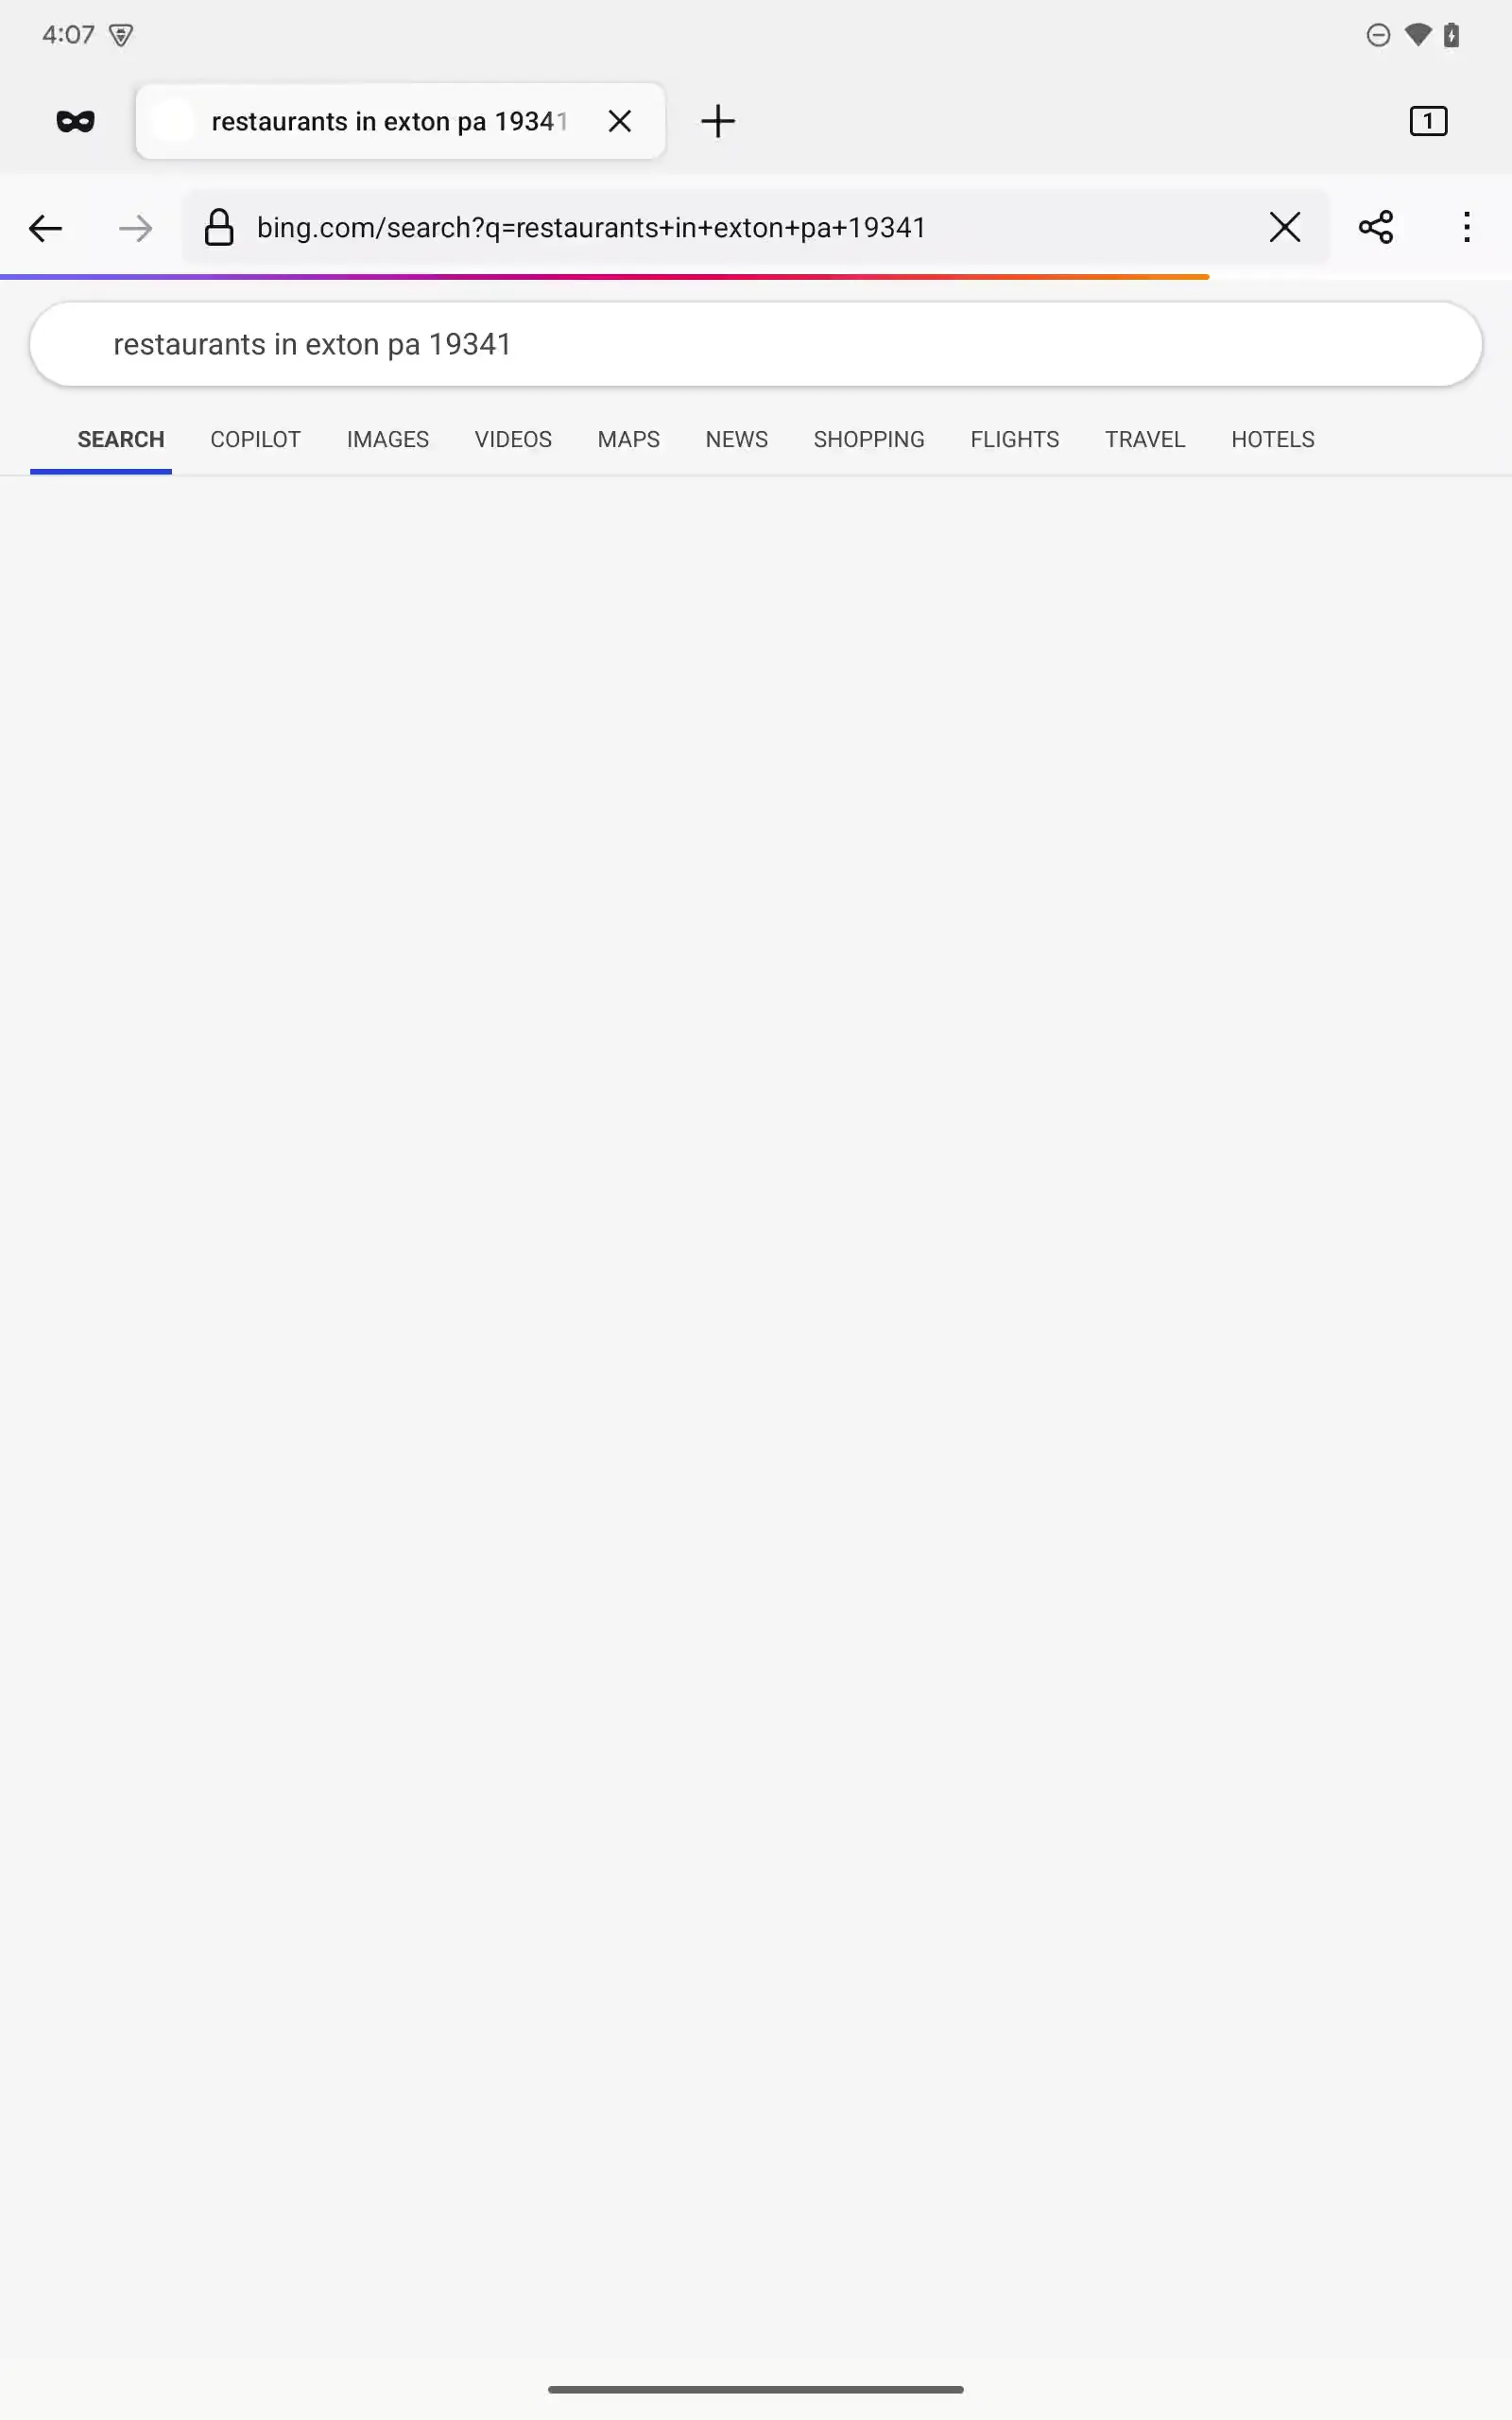 4:07
restaurants in exton pa 19341
1
bing.com/search?q=restaurants+in+exton+pa+19341
restaurants in exton pa 19341
SEARCH COPILOT IMAGES VIDEOS MAPS NEWS SHOPPING FLIGHTS TRAVEL HOTELS